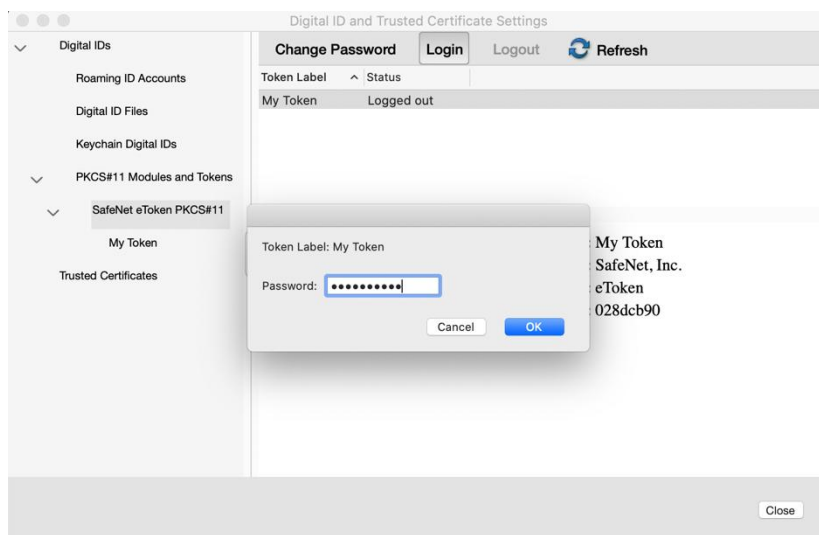 Digital ID and Trusted Certificate Settings
Digital IDs
Roaming ID Accounts
Digital ID Files
Keychain Digital IDs
PKCS#11 Modules and Tokens
SafeNet eToken PKCS#11
My Token
Trusted Certificates
Change Password Login Logout Refresh
Token Label Status
My Token Logged out
Token Label: My Token
Password: ••••••••••
Cancel OK
: My Token
: SafeNet, Inc.
: eToken
: 028dcb90
Close